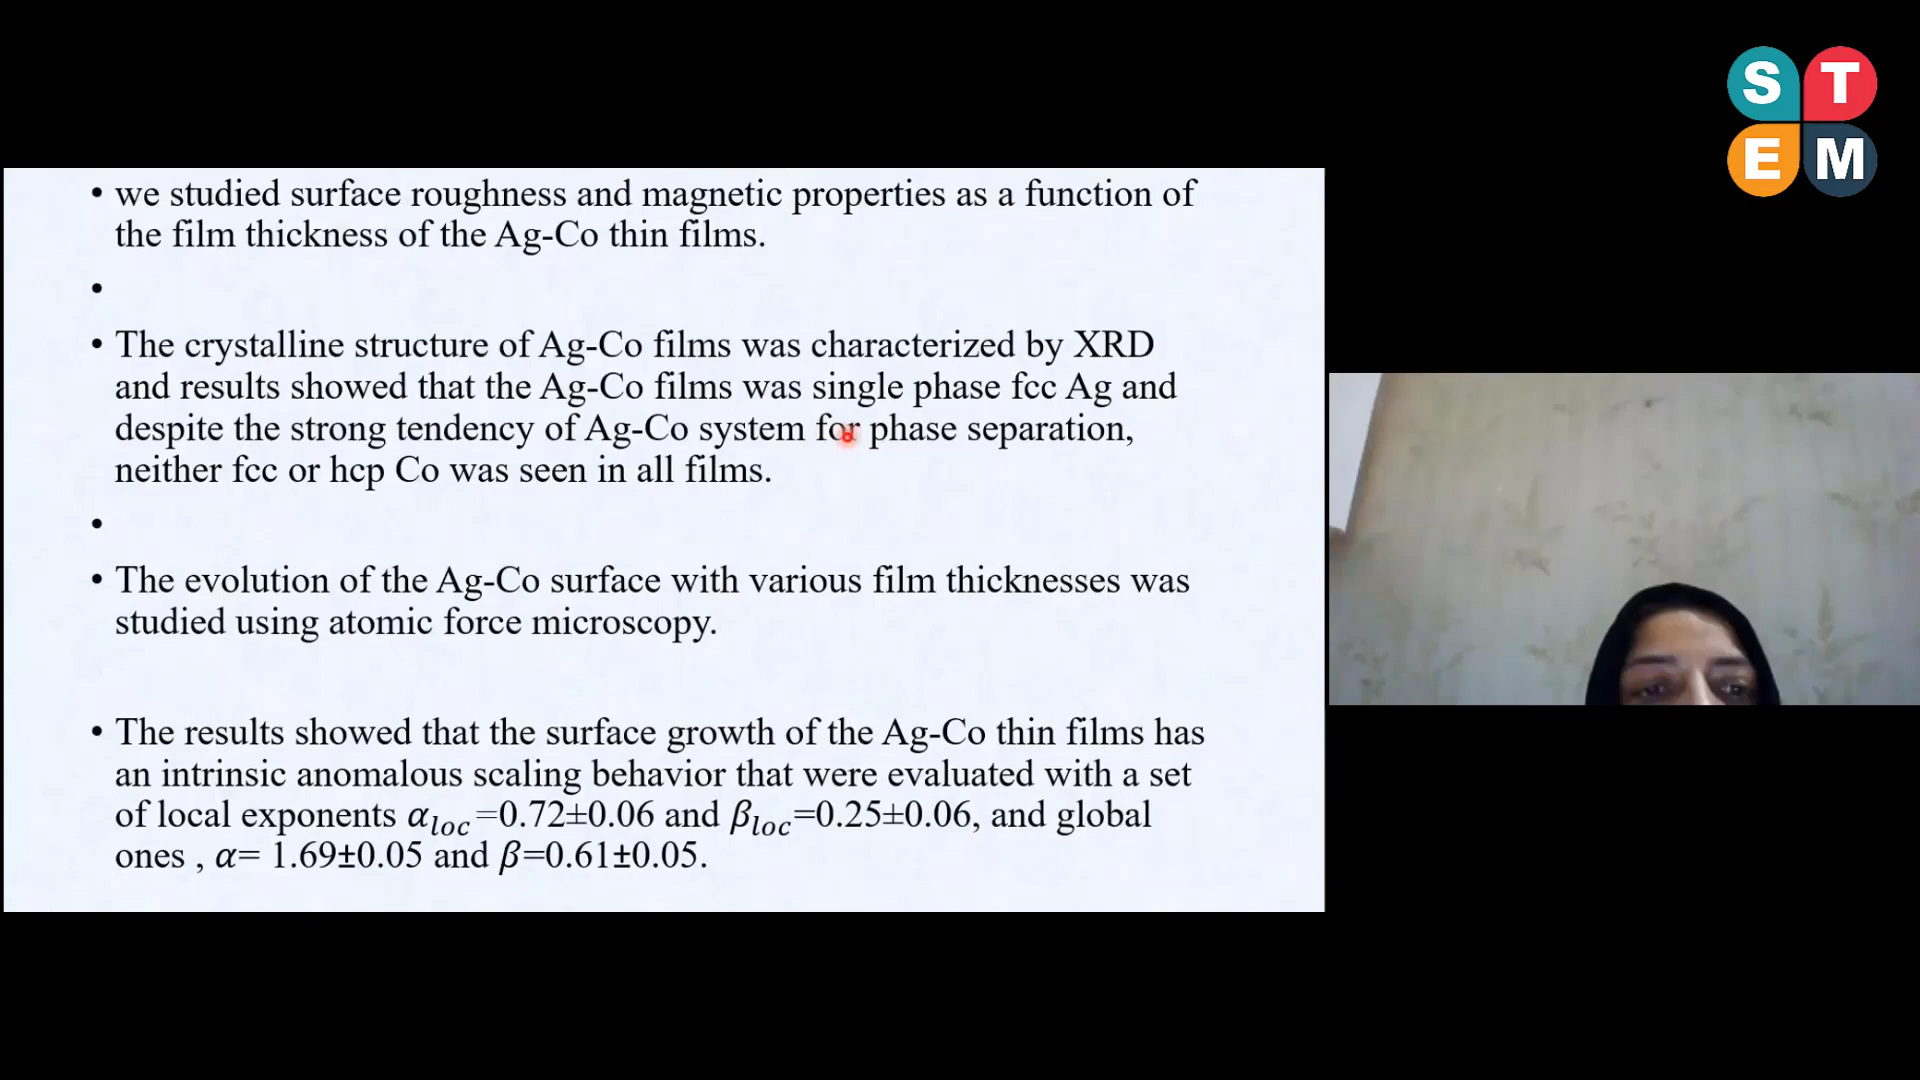 • we studied surface roughness and magnetic properties as a function of
the film thickness of the Ag-Co thin films.
•
• The crystalline structure of Ag-Co films was characterized by XRD
and results showed that the Ag-Co films was single phase fcc Ag and
despite the strong tendency of Ag-Co system for phase separation,
neither fcc or hcp Co was seen in all films.
•
• The evolution of the Ag-Co surface with various film thicknesses was
studied using atomic force microscopy.
• The results showed that the surface growth of the Ag-Co thin films has
an intrinsic anomalous scaling behavior that were evaluated with a set
of local exponents 𝛼𝑙𝑜𝑐=0.72±0.06 and 𝛽𝑙𝑜𝑐=0.25±0.06, and global
ones , 𝛼= 1.69±0.05 and 𝛽=0.61±0.05.
S T
E M